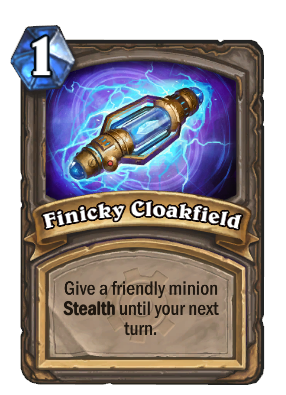 1
Finicky Cloakfield
Give a friendly minion
Stealth until your next
turn.